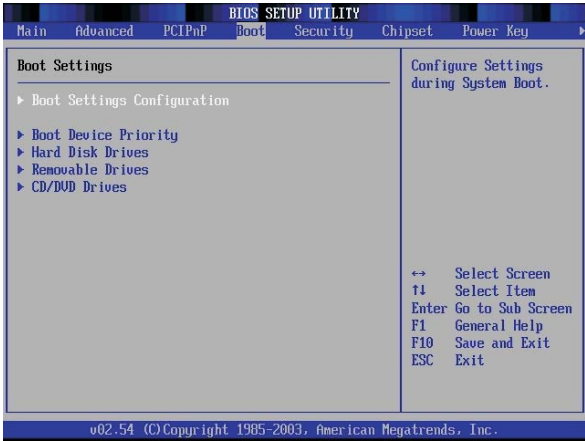 BIOS SETUP UTILITY
Main Advanced PCIPnP Boot Security Chipset Power Key
Boot Settings
Boot Settings Configuration
Boot Device Priority
Hard Disk Drives
Removable Drives
CD/DVD Drives
Configure Settings
during System Boot.
↔ Select Screen
↑↓ Select Item
Enter Go to Sub Screen
F1 General Help
F10 Save and Exit
ESC Exit
v02.54 (C)Copyright 1985-2003, American Megatrends, Inc.